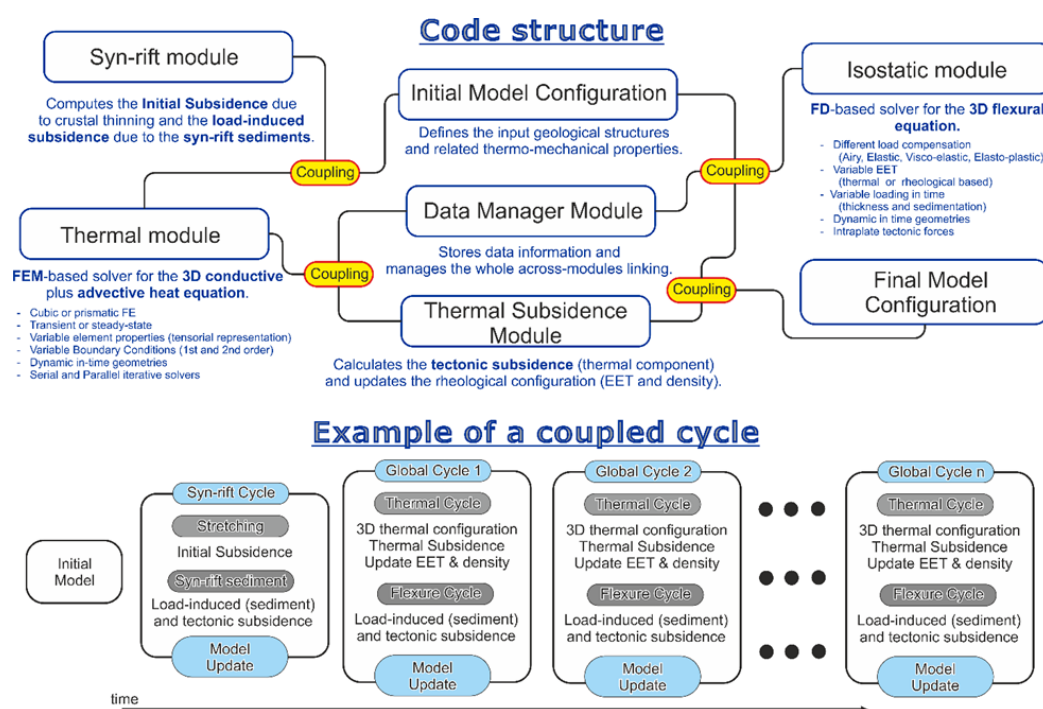 Code structure
Syn-rift module
Computes the Initial Subsidence due
to crustal thinning and the load-induced
subsidence due to the syn-rift sediments.
Initial Model Configuration
Defines the input geological structures
and related thermo-mechanical properties.
Isostatic module
FD-based solver for the 3D flexural
equation.
- Different load compensation
(Airy, Elastic, Visco-elastic, Elasto-plastic)
- Variable EET
(thermal or rheological based)
- Variable loading in time
(thickness and sedimentation)
- Dynamic in time geometries
- Intraplate tectonic forces
Coupling
Coupling
Thermal module
FEM-based solver for the 3D conductive
plus advective heat equation.
- Cubic or prismatic FE
- Transient or steady-state
- Variable element properties (tensorial representation)
- Variable Boundary Conditions (1st and 2nd order)
- Dynamic in-time geometries
- Serial and Parallel iterative solvers
Coupling
Data Manager Module
Stores data information and
manages the whole across-modules linking.
Coupling
Thermal Subsidence
Module
Calculates the tectonic subsidence (thermal component)
and updates the rheological configuration (EET and density).
Final Model
Configuration
Example of a coupled cycle
Initial
Model
Syn-rift Cycle
Stretching
Initial Subsidence
Syn-rift sediment
Load-induced (sediment)
and tectonic subsidence
Model
Update
Global Cycle 1
Thermal Cycle
3D thermal configuration
Thermal Subsidence
Update EET & density
Flexure Cycle
Load-induced (sediment)
and tectonic subsidence
Model
Update
Global Cycle 2
Thermal Cycle
3D thermal configuration
Thermal Subsidence
Update EET & density
Flexure Cycle
Load-induced (sediment)
and tectonic subsidence
Model
Update
Global Cycle n
Thermal Cycle
3D thermal configuration
Thermal Subsidence
Update EET & density
Flexure Cycle
Load-induced (sediment)
and tectonic subsidence
Model
Update
time